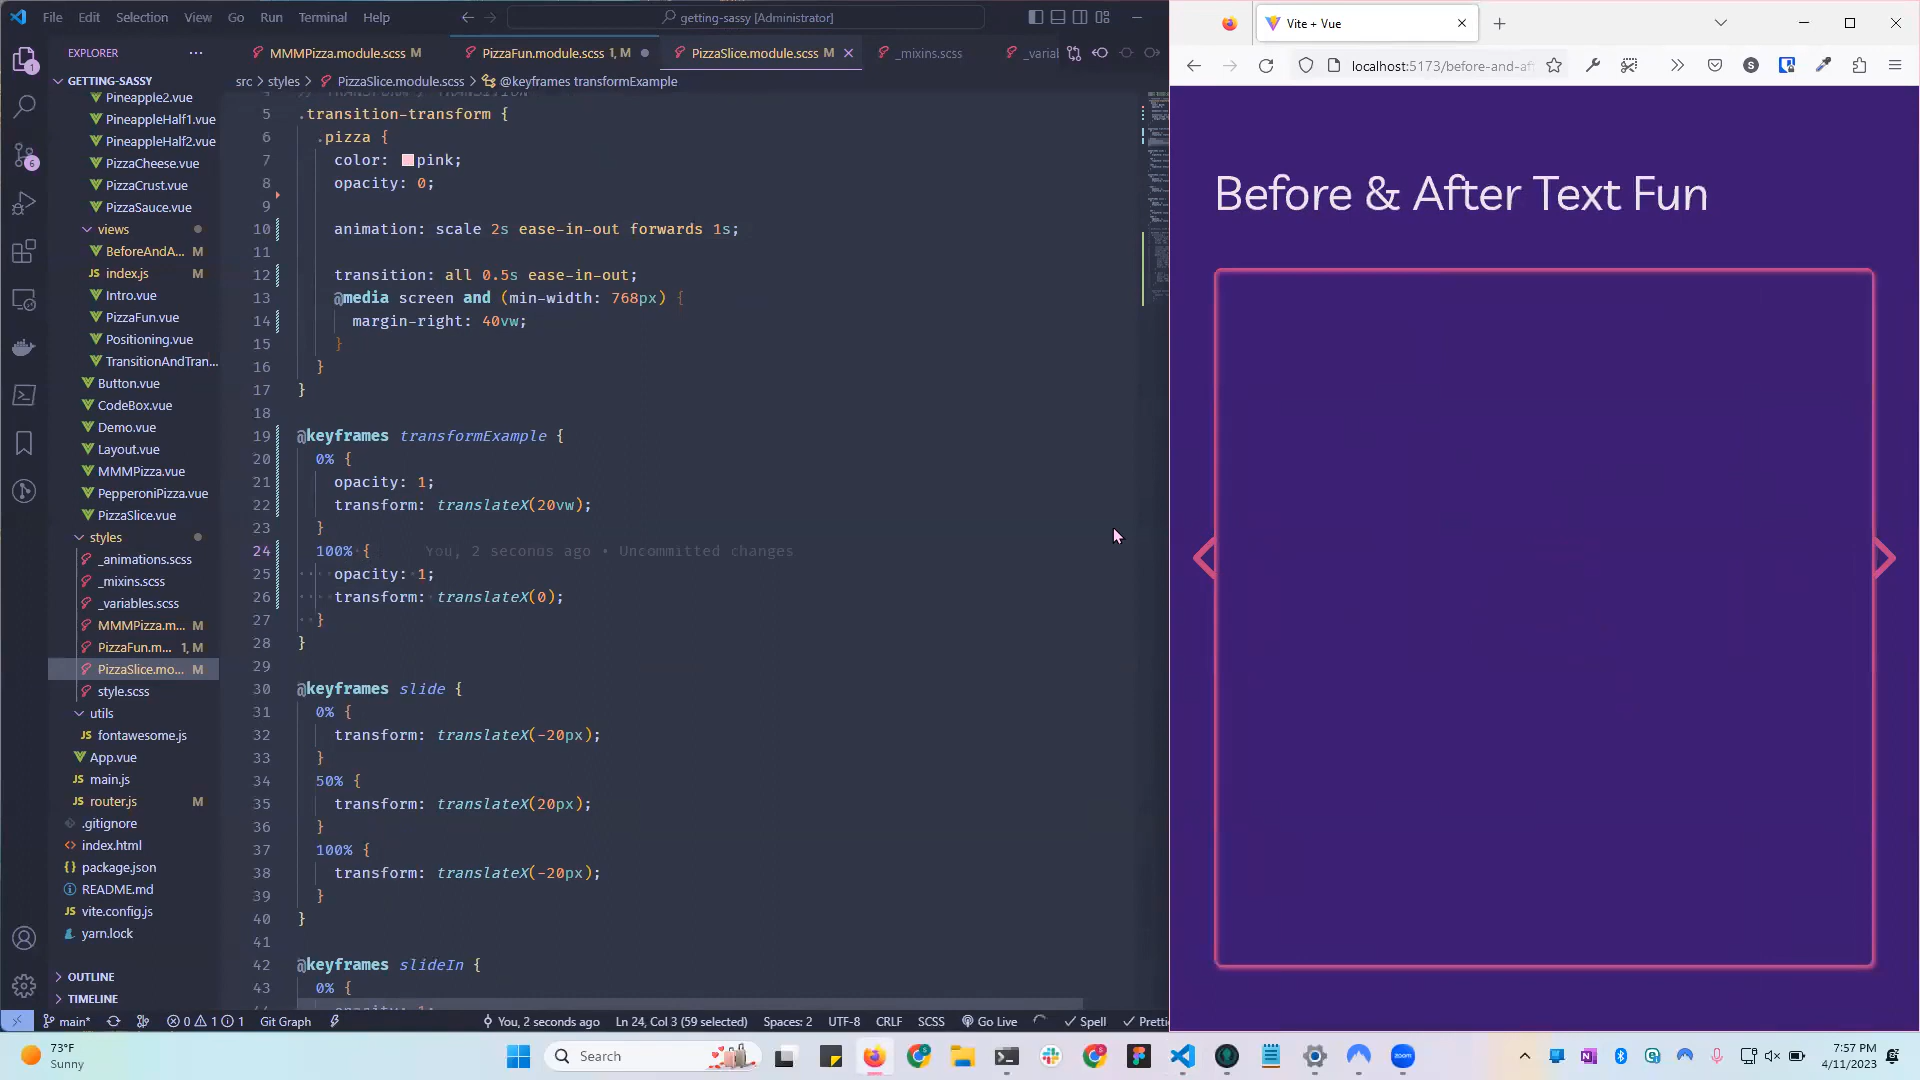 File Edit Selection View Go Run Terminal Help
getting-sassy [Administrator]
EXPLORER
GETTING-SASSY
Pineapple2.vue
PineappleHalf1.vue
PineappleHalf2.vue
PizzaCheese.vue
PizzaCrust.vue
PizzaSauce.vue
views
BeforeAndA... M
index.js M
Intro.vue
PizzaFun.vue
Positioning.vue
TransitionAndTran...
Button.vue
CodeBox.vue
Demo.vue
Layout.vue
MMMPizza.vue
PepperoniPizza.vue
PizzaSlice.vue
styles
_animations.scss
_mixins.scss
_variables.scss
MMMPizza.m... M
PizzaFun.m... 1, M
PizzaSlice.mo... M
style.scss
utils
fontawesome.js
App.vue
main.js
router.js M
.gitignore
index.html
package.json
README.md
vite.config.js
yarn.lock
OUTLINE
TIMELINE
MMMPizza.module.scss M
PizzaFun.module.scss 1, M
PizzaSlice.module.scss M
_mixins.scss
_varial
src > styles > PizzaSlice.module.scss > @keyframes transformExample
5 .transition-transform {
6 .pizza {
7 color: pink;
8 opacity: 0;
9
10 animation: scale 2s ease-in-out forwards 1s;
11
12 transition: all 0.5s ease-in-out;
13 @media screen and (min-width: 768px) {
14 margin-right: 40vw;
15 }
16 }
17 }
18
19 @keyframes transformExample {
20 0% {
21 opacity: 1;
22 transform: translateX(20vw);
23 }
24 100% { You, 2 seconds ago • Uncommitted changes
25 opacity: 1;
26 transform: translateX(0);
27 }
28 }
29
30 @keyframes slide {
31 0% {
32 transform: translateX(-20px);
33 }
34 50% {
35 transform: translateX(20px);
36 }
37 100% {
38 transform: translateX(-20px);
39 }
40 }
41
42 @keyframes slideIn {
43 0% {
main* 0 1 1 Git Graph You, 2 seconds ago Ln 24, Col 3 (59 selected) Spaces: 2 UTF-8 CRLF SCSS Go Live Spell Pretti
Vite + Vue
localhost:5173/before-and-af
Before & After Text Fun
73°F
Sunny
Search
zoom
7:57 PM
4/11/2023